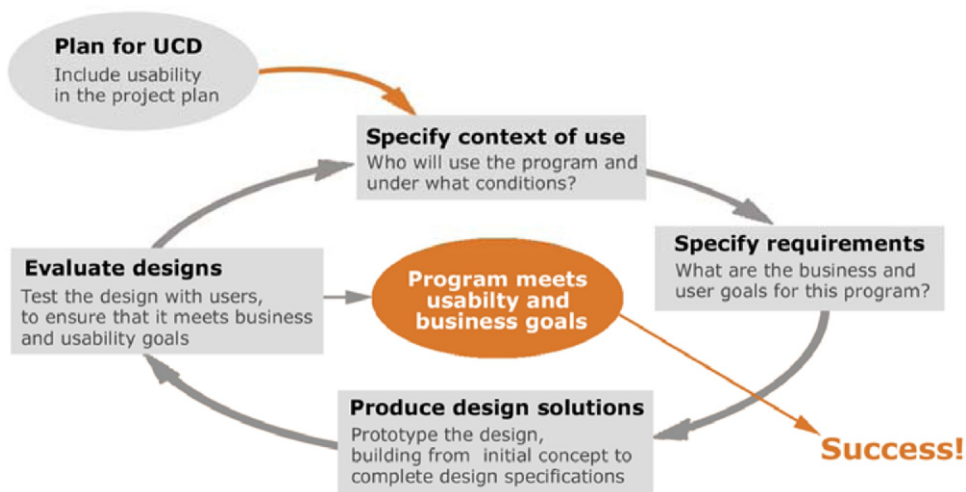 Plan for UCD
Include usability
in the project plan
Specify context of use
Who will use the program and
under what conditions?
Specify requirements
What are the business and
user goals for this program?
Evaluate designs
Test the design with users,
to ensure that it meets business
and usability goals
Program meets
usabilty and
business goals
Produce design solutions
Prototype the design,
building from initial concept to
complete design specifications
Success!